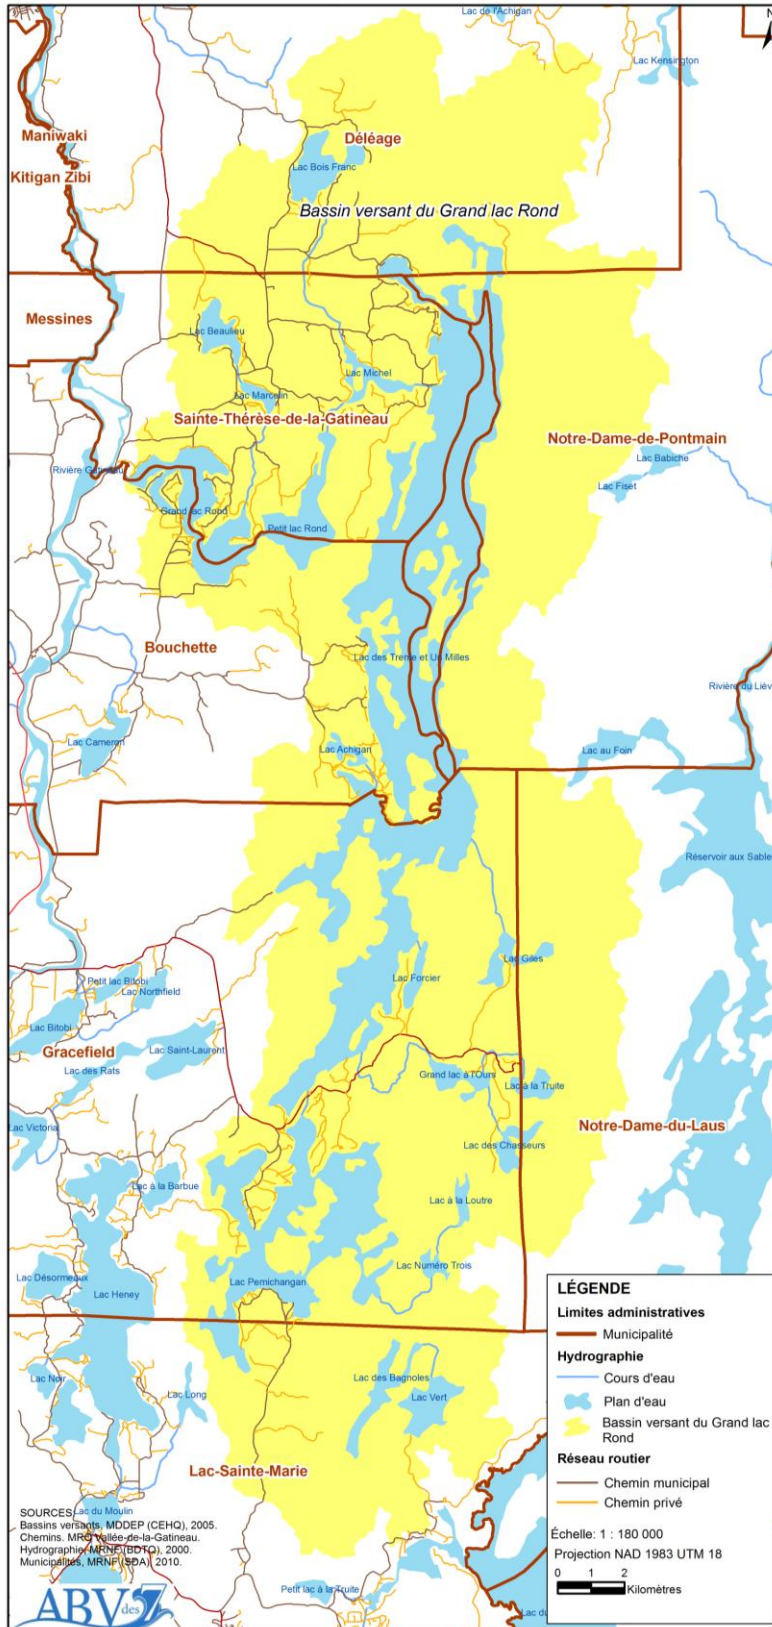 Lac de l'Achigan
N
Lac Kensington
Maniwaki
Déléage
Lac Bois Franc
Kitigan Zibi
Bassin versant du Grand lac Rond
Messines
Lac Beaulieu
Lac Michel
Lac Marcelin
Sainte-Thérèse-de-la-Gatineau
Notre-Dame-de-Pontmain
Lac Babiche
Rivière Gatineau
Lac Fiset
Grand lac Rond
Petit lac Rond
Bouchette
Lac des Trente et Un Milles
Rivière du Lièv
Lac Cameron
Lac Achigan
Lac au Foin
Réservoir aux Sable
Lac Giles
Petit lac Bitobi
Lac Forcier
Lac Northfield
Lac Bitobi
Gracefield
Lac Saint-Laurent
Lac des Rats
Grand lac à l'Ours
Lac à la Truite
Lac Victoria
Notre-Dame-du-Laus
Lac des Chasseurs
Lac à la Barbue
Lac à la Loutre
Lac Numéro Trois
Lac Désormeaux
Lac Pemichangan
Lac Heney
LÉGENDE
Limites administratives
Municipalité
Hydrographie
Cours d'eau
Plan d'eau
Bassin versant du Grand lac
Rond
Réseau routier
Chemin municipal
Chemin privé
Échelle: 1 : 180 000
Projection NAD 1983 UTM 18
0 1 2
Kilomètres
Lac Noir
Lac des Bagnoles
Lac Long
Lac Vert
Lac-Sainte-Marie
Lac du Moulin
SOURCES:
Bassins versants, MDDEP (CEHQ), 2005.
Chemins. MRC Vallée-de-la-Gatineau.
Hydrographie, MRNF (BDTQ), 2000.
Municipalités, MRNF (SDA), 2010.
Petit lac à la Truite
Lac du
ABV des 7